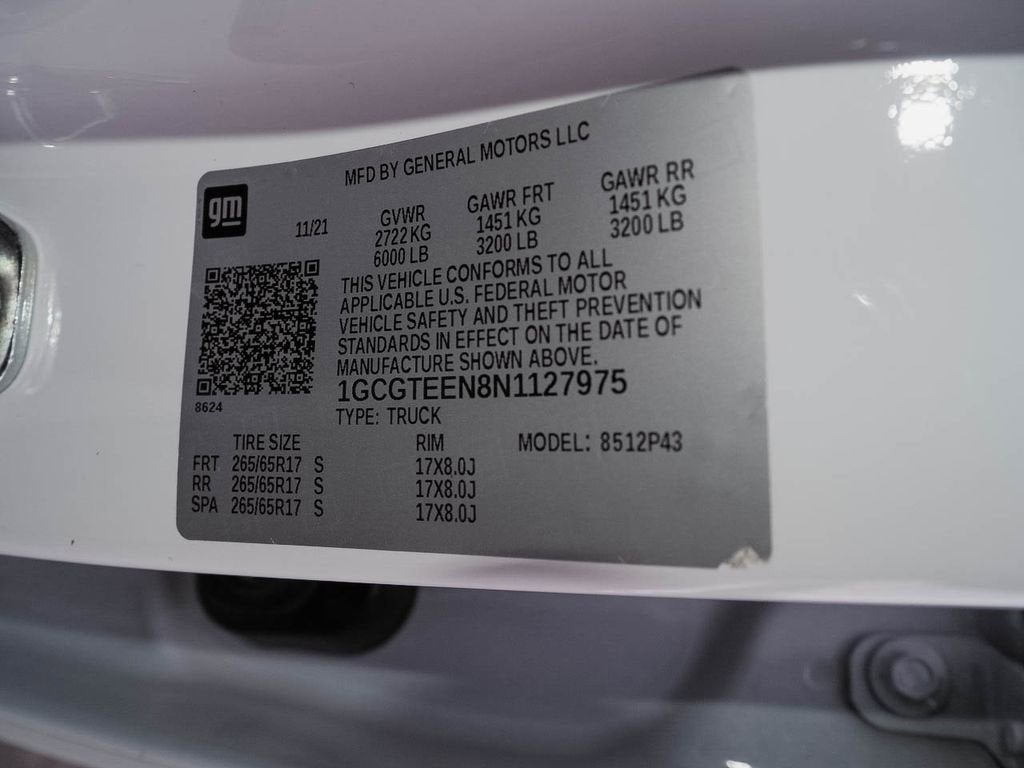 MFD BY GENERAL MOTORS LLC
gm
11/21
GVWR GAWR FRT GAWR RR
2722 KG 1451 KG 1451 KG
6000 LB 3200 LB 3200 LB
THIS VEHICLE CONFORMS TO ALL
APPLICABLE U.S. FEDERAL MOTOR
VEHICLE SAFETY AND THEFT PREVENTION
STANDARDS IN EFFECT ON THE DATE OF
MANUFACTURE SHOWN ABOVE.
1GCGTEEN8N1127975
8624
TYPE: TRUCK
TIRE SIZE RIM MODEL: 8512P43
FRT 265/65R17 S 17X8.0J
RR 265/65R17 S 17X8.0J
SPA 265/65R17 S 17X8.0J